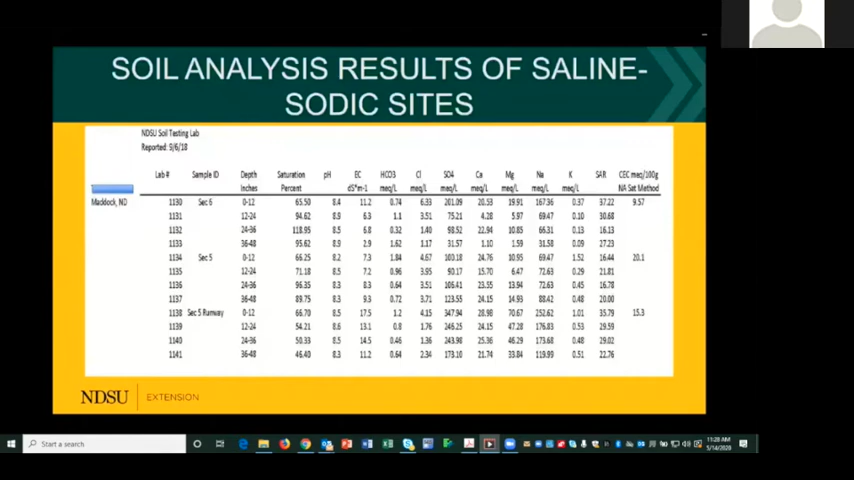 SOIL ANALYSIS RESULTS OF SALINE-
SODIC SITES
NDSU Soil Testing Lab
Reported: 9/6/18
Lab # Sample ID Depth Saturation pH EC HCO3 Cl SO4 Ca Mg Na K SAR CEC meq/100g
Inches Percent dS*m-1 meq/L meq/L meq/L meq/L meq/L meq/L meq/L NA Sat Method
Maddock, ND 1130 Sec 6 0-12 65.50 8.4 11.2 0.74 6.33 201.09 20.53 19.91 167.36 0.37 37.22 9.57
1131 12-24 94.62 8.9 6.3 1.1 3.51 75.21 4.28 5.97 69.47 0.10 30.68
1132 24-36 118.95 8.5 6.8 0.32 1.40 98.52 22.94 10.85 66.31 0.13 16.13
1133 36-48 95.62 8.9 2.9 1.62 1.17 31.57 1.10 1.59 31.58 0.09 27.23
1134 Sec 5 0-12 66.25 8.2 7.3 1.84 4.67 100.18 24.76 10.95 69.47 1.52 16.44 20.1
1135 12-24 71.18 8.5 7.2 0.96 3.95 90.17 15.70 6.47 72.63 0.29 21.81
1136 24-36 96.35 8.3 8.3 0.64 3.51 106.41 23.55 13.94 72.63 0.45 16.78
1137 36-48 89.75 8.3 9.3 0.72 3.71 123.55 24.15 14.93 88.42 0.48 20.00
1138 Sec 5 Runway 0-12 66.70 8.5 17.5 1.2 4.15 347.94 28.98 70.67 252.62 1.01 35.79 15.3
1139 12-24 54.21 8.6 13.1 0.8 1.76 246.25 24.15 47.28 176.83 0.53 29.59
1140 24-36 50.33 8.5 14.5 0.46 1.36 243.98 25.36 46.29 173.68 0.48 29.02
1141 36-48 46.40 8.3 11.2 0.64 2.34 173.10 21.74 33.84 119.99 0.51 22.76
NDSU EXTENSION
Start a search
11:28 AM
5/14/2020